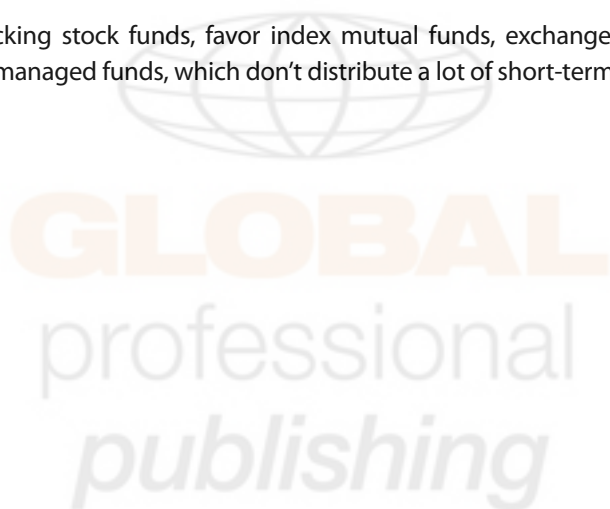 cking stock funds, favor index mutual funds, exchange
managed funds, which don’t distribute a lot of short-term
GLOBAL
professional
publishing